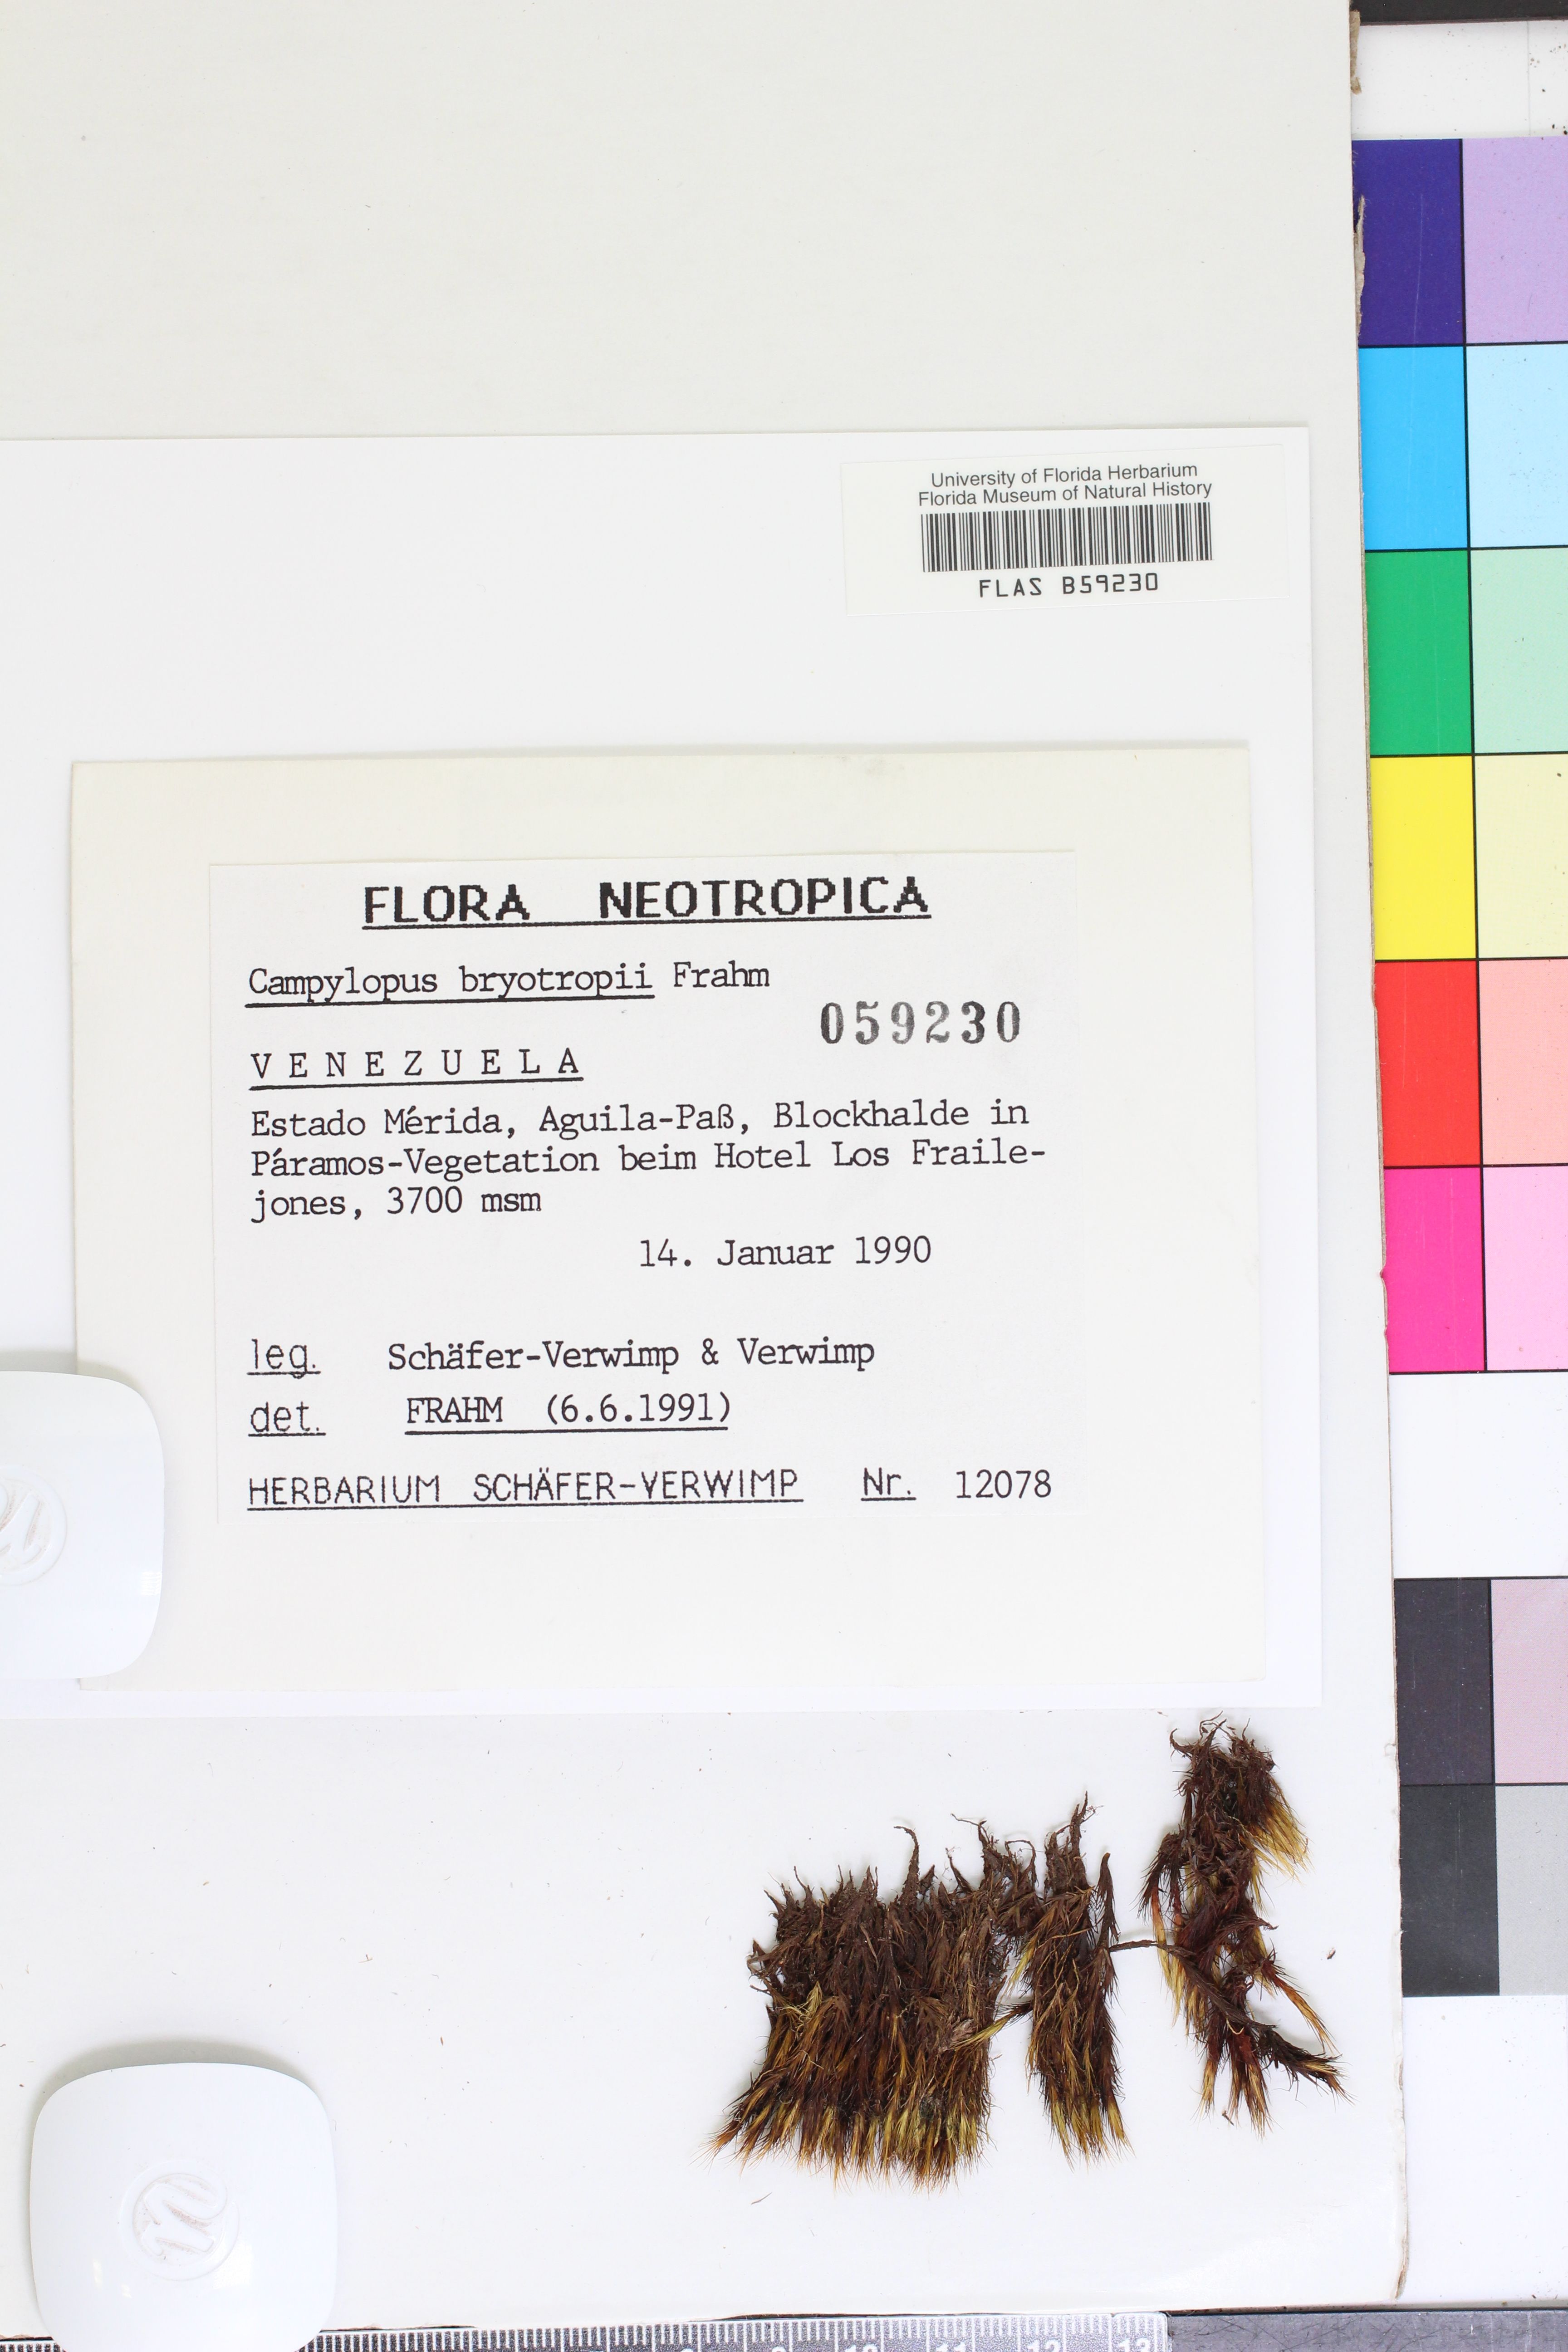 University of Florida Herbarium
Florida Museum of Natural History
FLAS B59230
FLORA NEOTROPICA
Campylopus bryotropii Frahm
059230
VENEZUELA
Estado Mérida, Aguila-Paß, Blockhalde in
Páramos-Vegetation beim Hotel Los Fraile-
jones, 3700 msm
14. Januar 1990
leg. Schäfer-Verwimp & Verwimp
det. FRAHM (6.6.1991)
HERBARIUM SCHÄFER-VERWIMP Nr. 12078